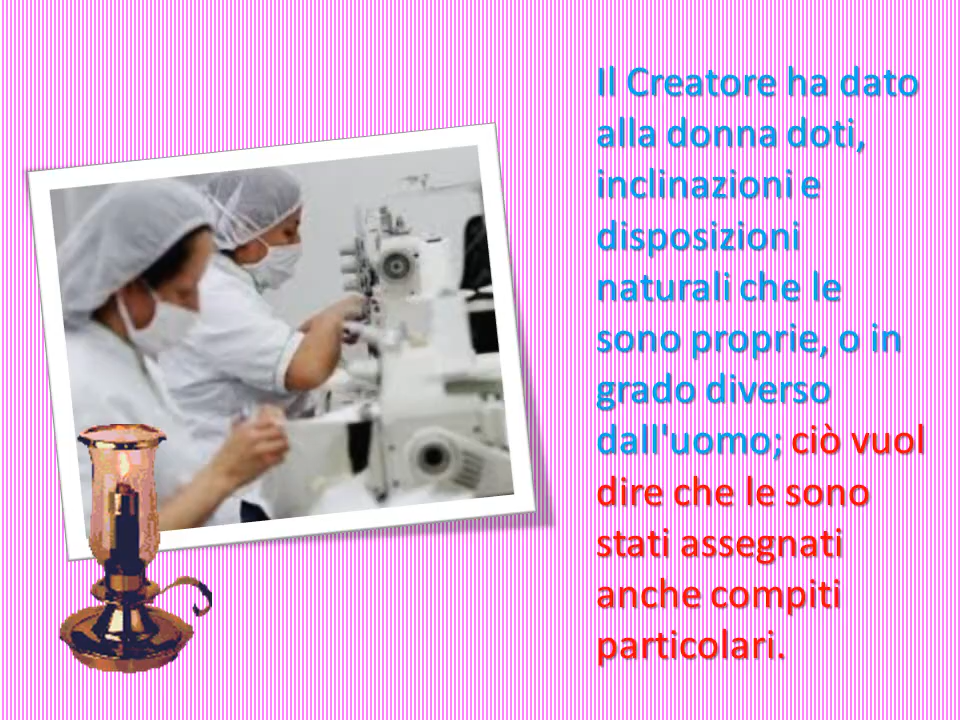 Il Creatore ha dato
alla donna doti,
inclinazioni e
disposizioni
naturali che le
sono proprie, o in
grado diverso
dall'uomo; ciò vuol
dire che le sono
stati assegnati
anche compiti
particolari.